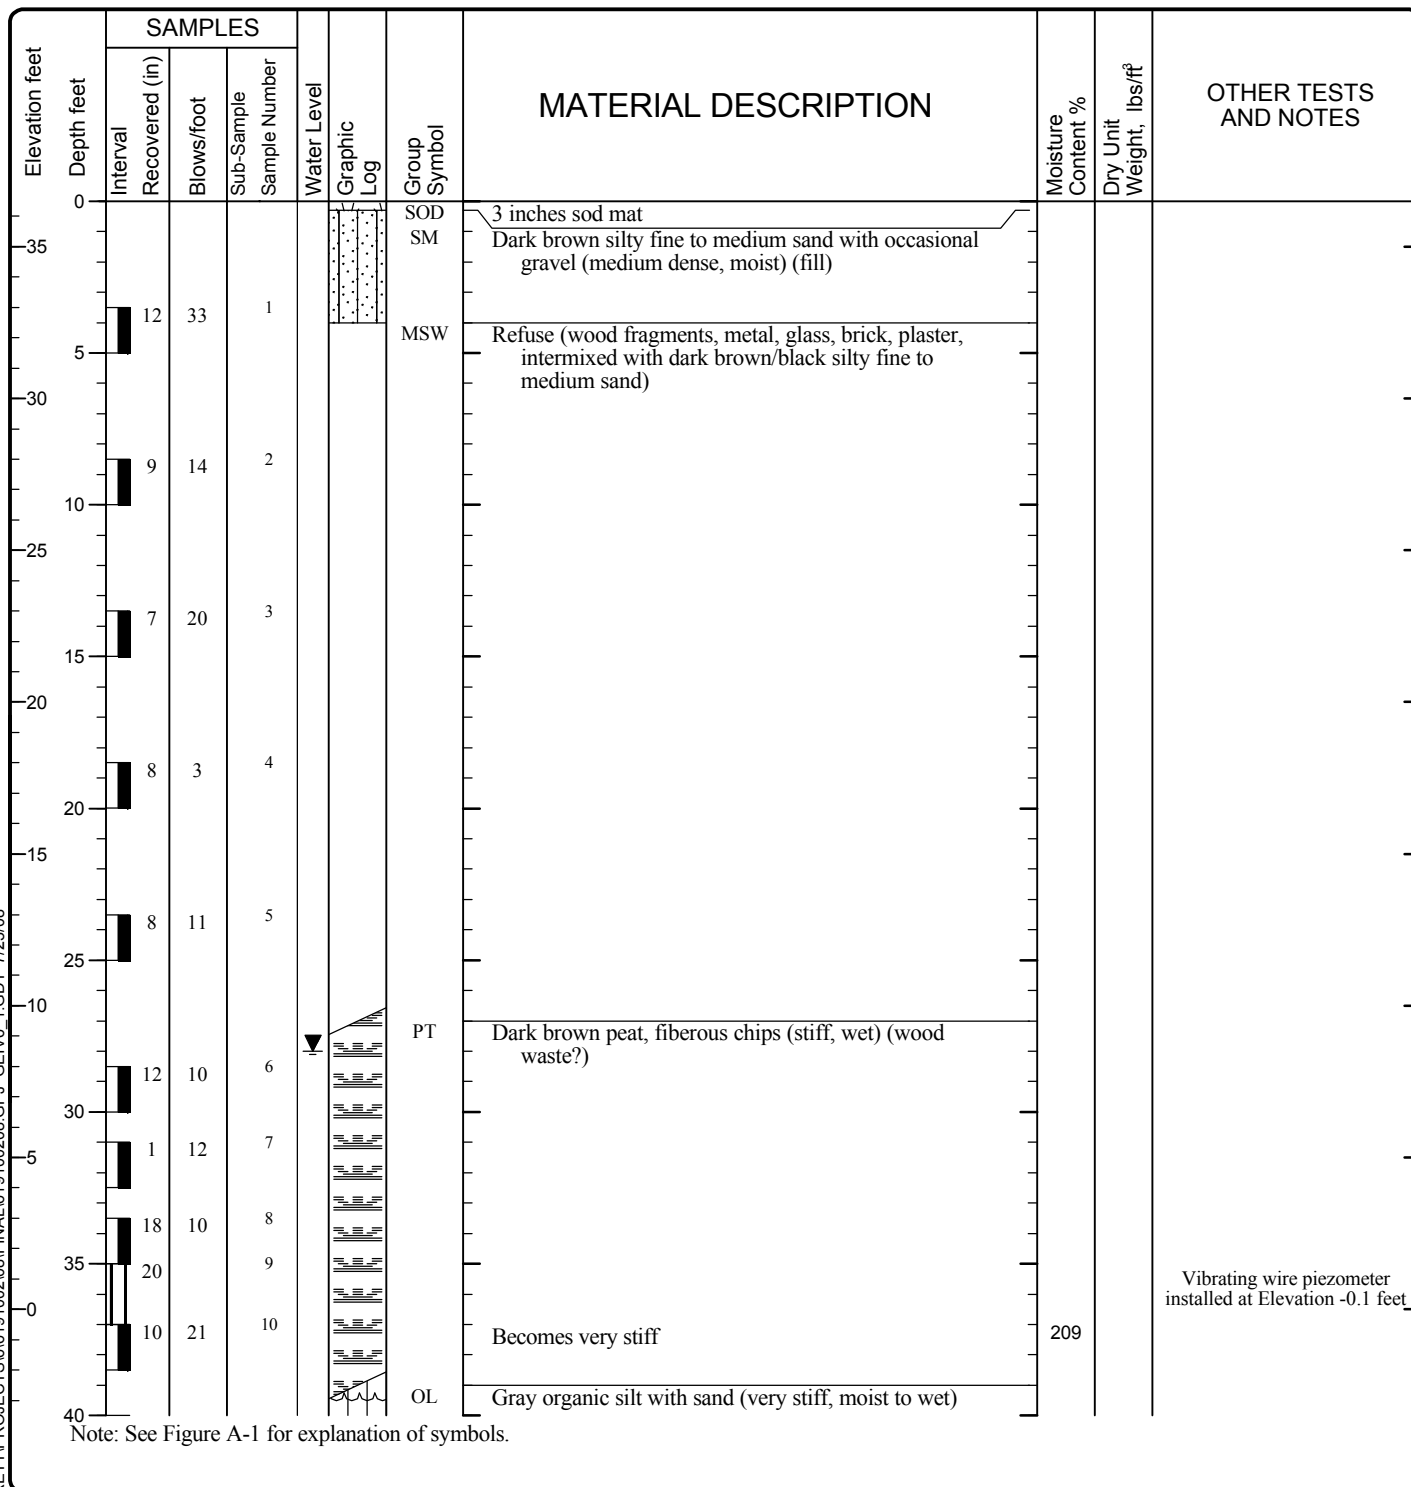 SAMPLES
Elevation feet
Depth feet
Interval
Recovered (in)
Blows/foot
Sub-Sample
Sample Number
Water Level
Graphic
Log
Group
Symbol
MATERIAL DESCRIPTION
Moisture
Content %
Dry Unit
Weight, lbs/ft³
OTHER TESTS
AND NOTES
0
SOD 3 inches sod mat
SM Dark brown silty fine to medium sand with occasional
gravel (medium dense, moist) (fill)
35
12 33 1
MSW Refuse (wood fragments, metal, glass, brick, plaster,
intermixed with dark brown/black silty fine to
medium sand)
5
30
9 14 2
10
25
7 20 3
15
20
8 3 4
20
15
8 11 5
25
10
PT Dark brown peat, fiberous chips (stiff, wet) (wood
waste?)
12 10 6
30
1 12 7
5
18 10 8
35
20 9
Vibrating wire piezometer
installed at Elevation -0.1 feet
0
10 21 10 Becomes very stiff 209
OL Gray organic silt with sand (very stiff, moist to wet)
40
Note: See Figure A-1 for explanation of symbols.